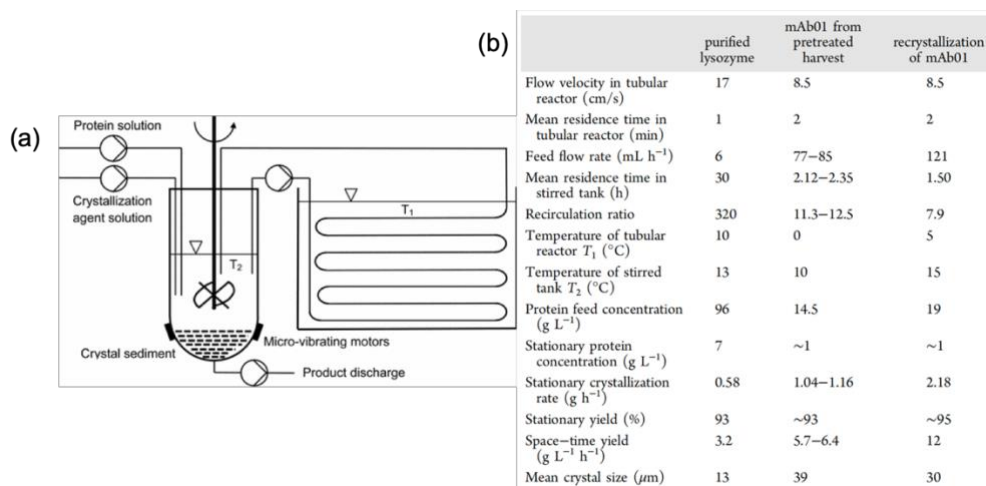 (a)
Protein solution
Crystallization
agent solution
T₂
T₁
Crystal sediment
Micro-vibrating motors
Product discharge
(b)
purified lysozyme	mAb01 from pretreated harvest	recrystallization of mAb01
Flow velocity in tubular reactor (cm/s)	17	8.5	8.5
Mean residence time in tubular reactor (min)	1	2	2
Feed flow rate (mL h⁻¹)	6	77–85	121
Mean residence time in stirred tank (h)	30	2.12–2.35	1.50
Recirculation ratio	320	11.3–12.5	7.9
Temperature of tubular reactor T₁ (°C)	10	0	5
Temperature of stirred tank T₂ (°C)	13	10	15
Protein feed concentration (g L⁻¹)	96	14.5	19
Stationary protein concentration (g L⁻¹)	7	~1	~1
Stationary crystallization rate (g h⁻¹)	0.58	1.04–1.16	2.18
Stationary yield (%)	93	~93	~95
Space–time yield (g L⁻¹ h⁻¹)	3.2	5.7–6.4	12
Mean crystal size (μm)	13	39	30